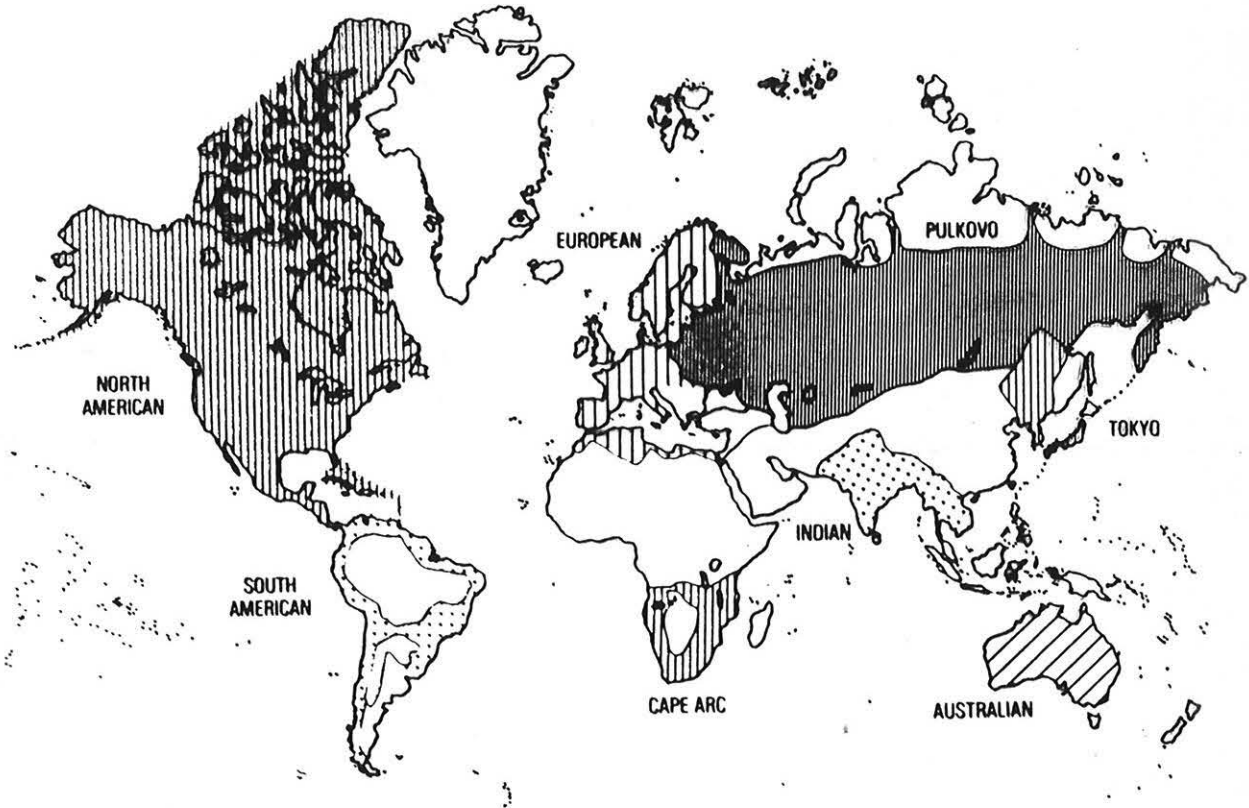 EUROPEAN
PULKOVO
NORTH
AMERICAN
TOKYO
INDIAN
SOUTH
AMERICAN
CAPE ARC
AUSTRALIAN